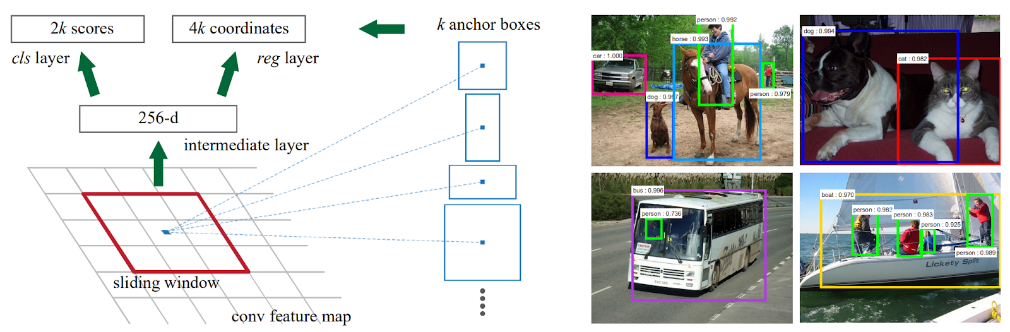 2k scores
4k coordinates
k anchor boxes
cls layer
reg layer
256-d
intermediate layer
sliding window
conv feature map
person : 0.992
horse : 0.993
car : 1.000
dog : 0.997
person : 0.979
dog : 0.994
cat : 0.982
bus : 0.996
person : 0.736
boat : 0.970
person : 0.983
person : 0.925
person : 0.989
Lickety Split